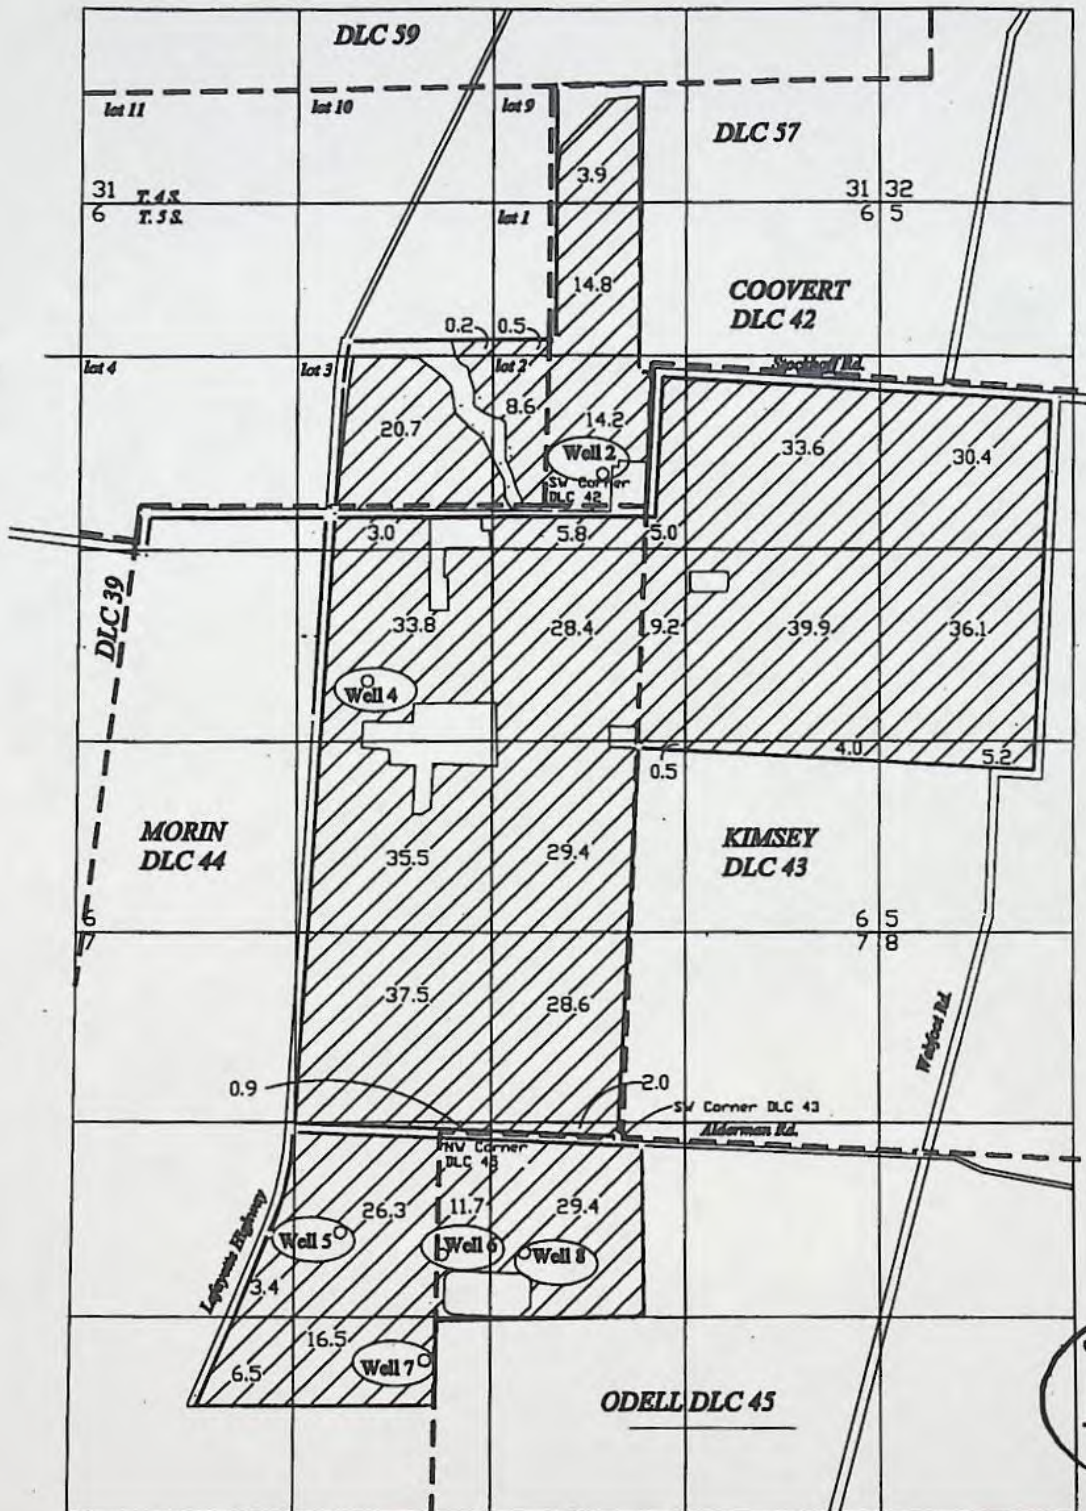 DLC 59
lot 11
lot 10
lot 9
DLC 57
3.9
31
T. 4 S.
31 32
6
T. 5 S.
lot 1
6 5
14.8
COOVERT
DLC 42
0.2
0.5
lot 4
lot 3
lot 2
Stockhoff Rd.
8.6
20.7
14.2
33.6
30.4
Well 2
SW Corner
DLC 42
3.0
5.8
5.0
DLC 39
33.8
28.4
9.2
39.9
36.1
Well 4
4.0
5.2
0.5
MORIN
DLC 44
KIMSEY
DLC 43
35.5
29.4
6
7
6 5
7 8
37.5
28.6
Webfoot Rd.
0.9
2.0
SW Corner DLC 43
Alderman Rd.
NW Corner
26.3
11.7
29.4
Lafayette Highway
Well 5
Well 6
Well 8
3.4
16.5
Well 7
6.5
ODELL DLC 45